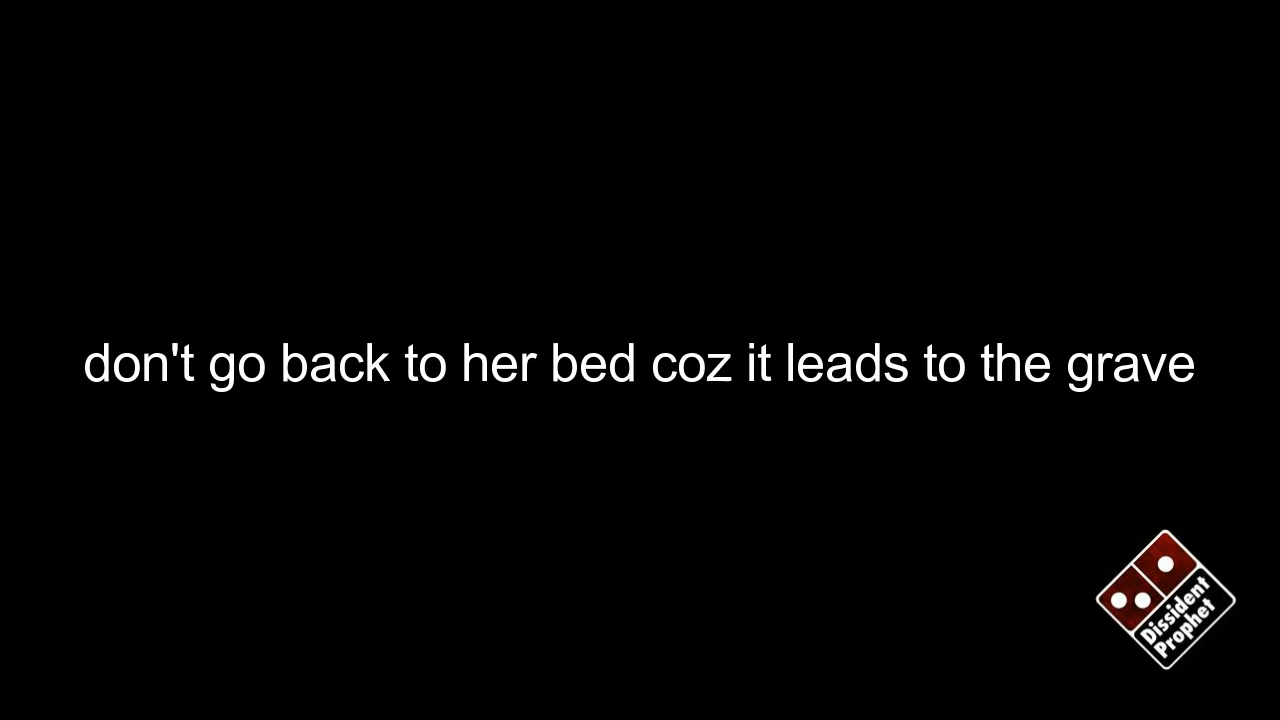 don't go back to her bed coz it leads to the grave
Dissident
Prophet